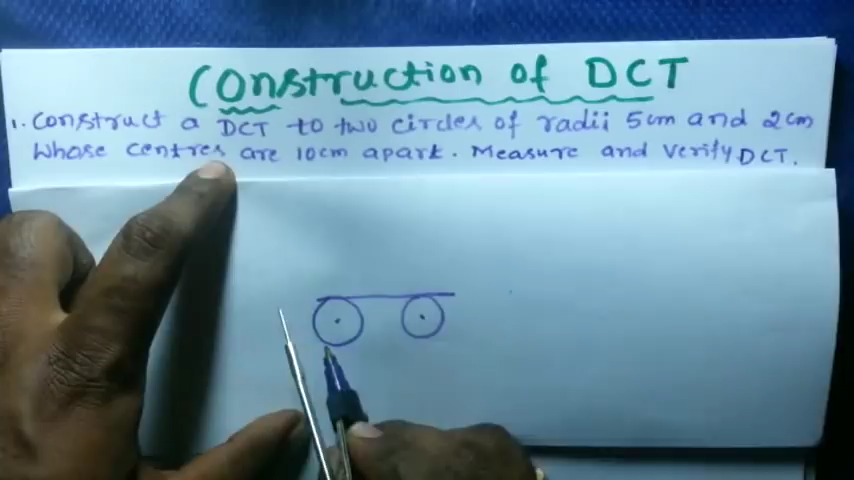 Construction of DCT
1. Construct a DCT to two circles of radii 5cm and 2cm
whose centres are 10cm apart. Measure and verify DCT.